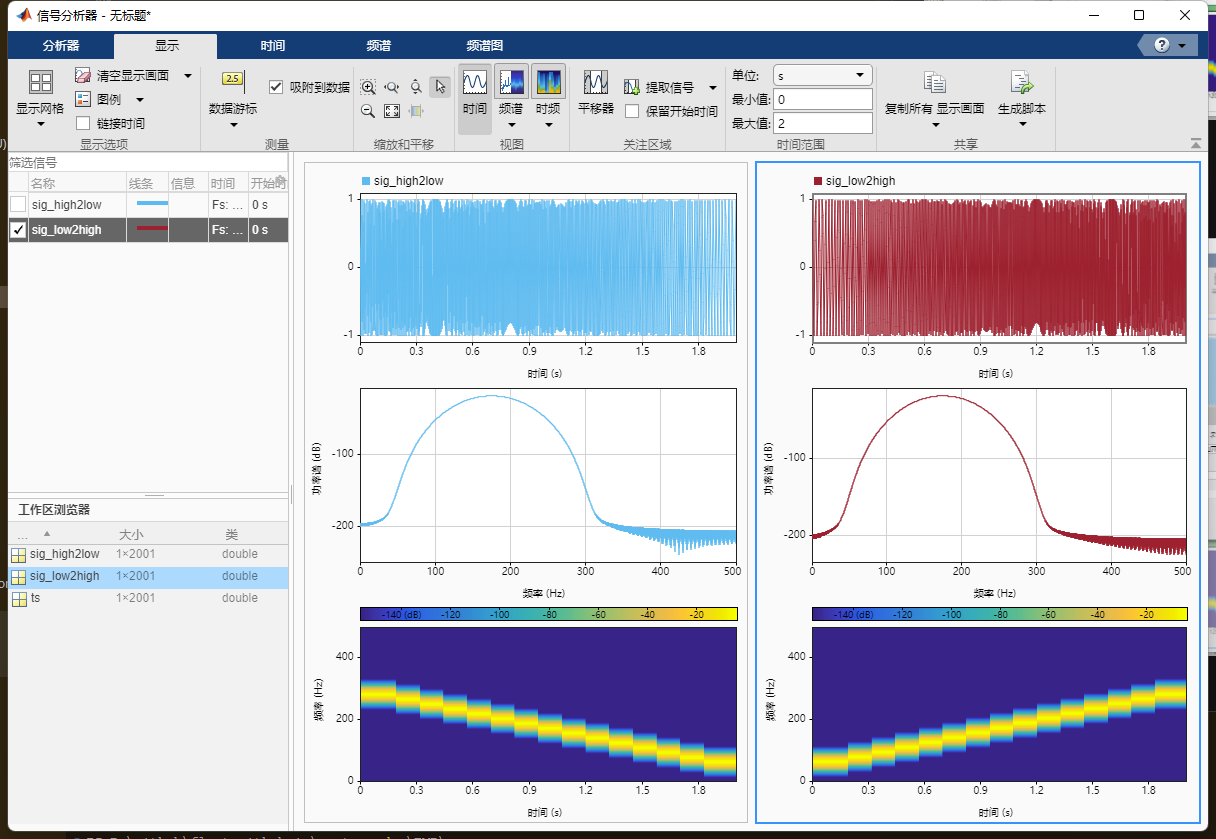 信号分析器 - 无标题*
分析器 显示 时间 频谱 频谱图
显示网格
清空显示画面
图例
链接时间
显示选项
2.5
数据游标
吸附到数据
测量
缩放和平移
时间
频谱
时频
视图
平移器
提取信号
保留开始时间
关注区域
单位: s
最小值: 0
最大值: 2
时间范围
复制所有 显示画面
生成脚本
共享
筛选信号
名称 线条 信息 时间 开始时
sig_high2low Fs: ... 0 s
sig_low2high Fs: ... 0 s
工作区浏览器
... 大小 类
sig_high2low 1×2001 double
sig_low2high 1×2001 double
ts 1×2001 double
sig_high2low
1
0
-1
0 0.3 0.6 0.9 1.2 1.5 1.8
时间 (s)
功率谱 (dB)
-100
-200
0 100 200 300 400 500
频率 (Hz)
-140 (dB) -120 -100 -80 -60 -40 -20
频率 (Hz)
400
200
0
0 0.3 0.6 0.9 1.2 1.5 1.8
时间 (s)
sig_low2high
1
0
-1
0 0.3 0.6 0.9 1.2 1.5 1.8
时间 (s)
功率谱 (dB)
-100
-200
0 100 200 300 400 500
频率 (Hz)
-140 (dB) -120 -100 -80 -60 -40 -20
频率 (Hz)
400
200
0
0 0.3 0.6 0.9 1.2 1.5 1.8
时间 (s)